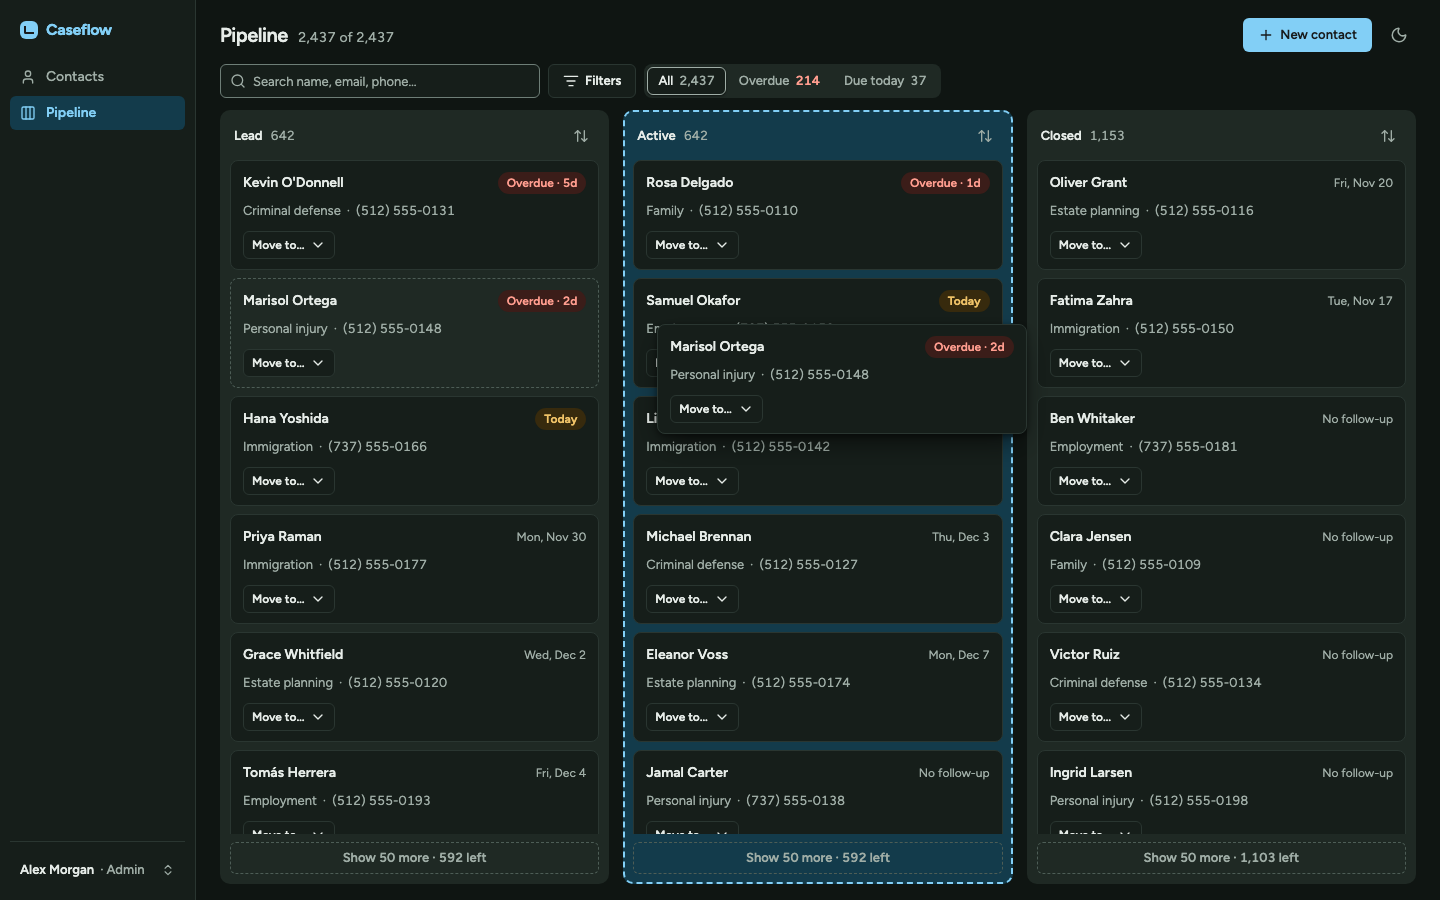 Caseflow
Contacts
Pipeline
Alex Morgan · Admin
Pipeline 2,437 of 2,437
New contact
Search name, email, phone...
Filters
All 2,437
Overdue 214
Due today 37
Lead 642
Kevin O'Donnell
Overdue · 5d
Criminal defense · (512) 555-0131
Move to...
Marisol Ortega
Overdue · 2d
Personal injury · (512) 555-0148
Move to...
Hana Yoshida
Today
Immigration · (737) 555-0166
Move to...
Priya Raman
Mon, Nov 30
Immigration · (512) 555-0177
Move to...
Grace Whitfield
Wed, Dec 2
Estate planning · (512) 555-0120
Move to...
Tomás Herrera
Fri, Dec 4
Employment · (512) 555-0193
Move to...
Show 50 more · 592 left
Active 642
Rosa Delgado
Overdue · 1d
Family · (512) 555-0110
Move to...
Samuel Okafor
Today
Marisol Ortega
Overdue · 2d
Personal injury · (512) 555-0148
Move to...
Immigration · (512) 555-0142
Move to...
Michael Brennan
Thu, Dec 3
Criminal defense · (512) 555-0127
Move to...
Eleanor Voss
Mon, Dec 7
Estate planning · (512) 555-0174
Move to...
Jamal Carter
No follow-up
Personal injury · (737) 555-0138
Move to...
Show 50 more · 592 left
Closed 1,153
Oliver Grant
Fri, Nov 20
Estate planning · (512) 555-0116
Move to...
Fatima Zahra
Tue, Nov 17
Immigration · (512) 555-0150
Move to...
Ben Whitaker
No follow-up
Employment · (737) 555-0181
Move to...
Clara Jensen
No follow-up
Family · (512) 555-0109
Move to...
Victor Ruiz
No follow-up
Criminal defense · (512) 555-0134
Move to...
Ingrid Larsen
No follow-up
Personal injury · (512) 555-0198
Move to...
Show 50 more · 1,103 left